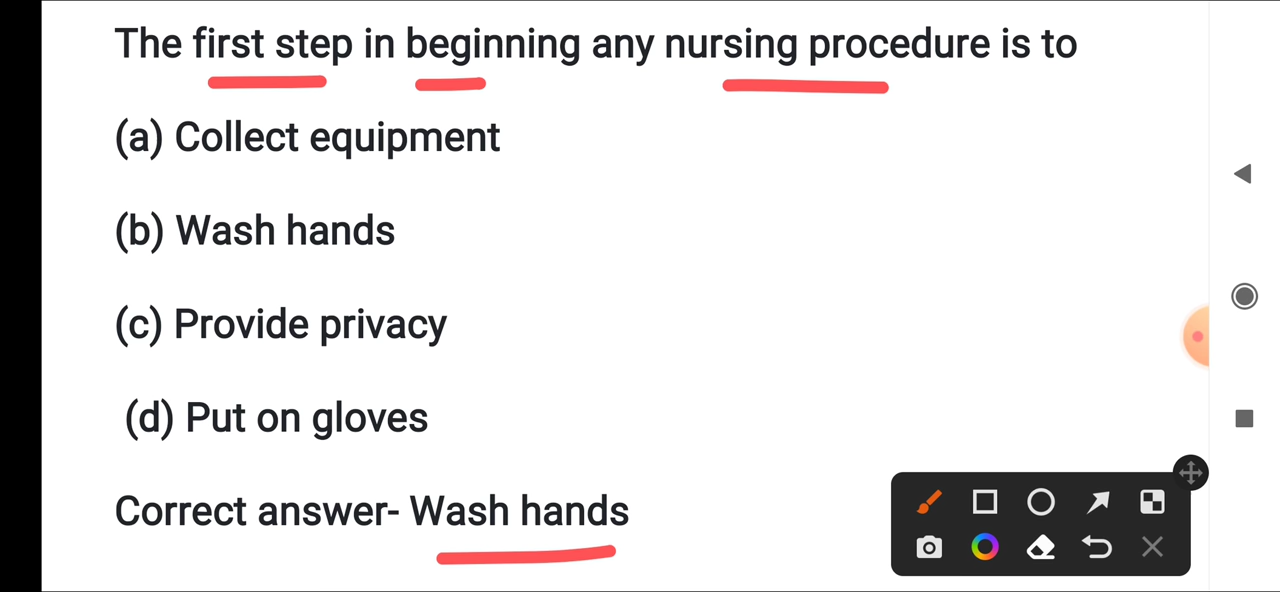 The first step in beginning any nursing procedure is to
(a) Collect equipment
(b) Wash hands
(c) Provide privacy
(d) Put on gloves
Correct answer- Wash hands